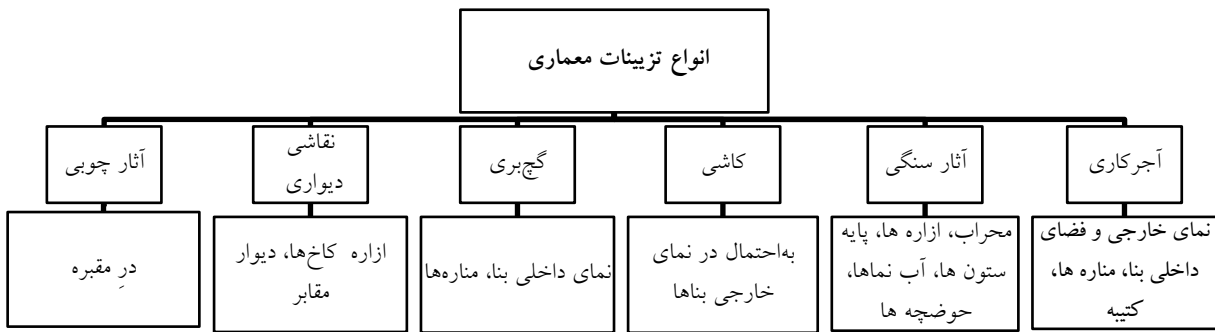 انواع تزیینات معماری
آجرکاری
آثار سنگی
کاشی
گچ‌بری
نقاشی
دیواری
آثار چوبی
نمای خارجی و فضای
داخلی بنا، مناره ها،
کتیبه
محراب، ازاره ها، پایه
ستون ها، آب نماها،
حوضچه ها
به‌احتمال در نمای
خارجی بناها
نمای داخلی بنا، مناره‌ها
ازاره کاخ‌ها، دیوار
مقابر
درِ مقبره